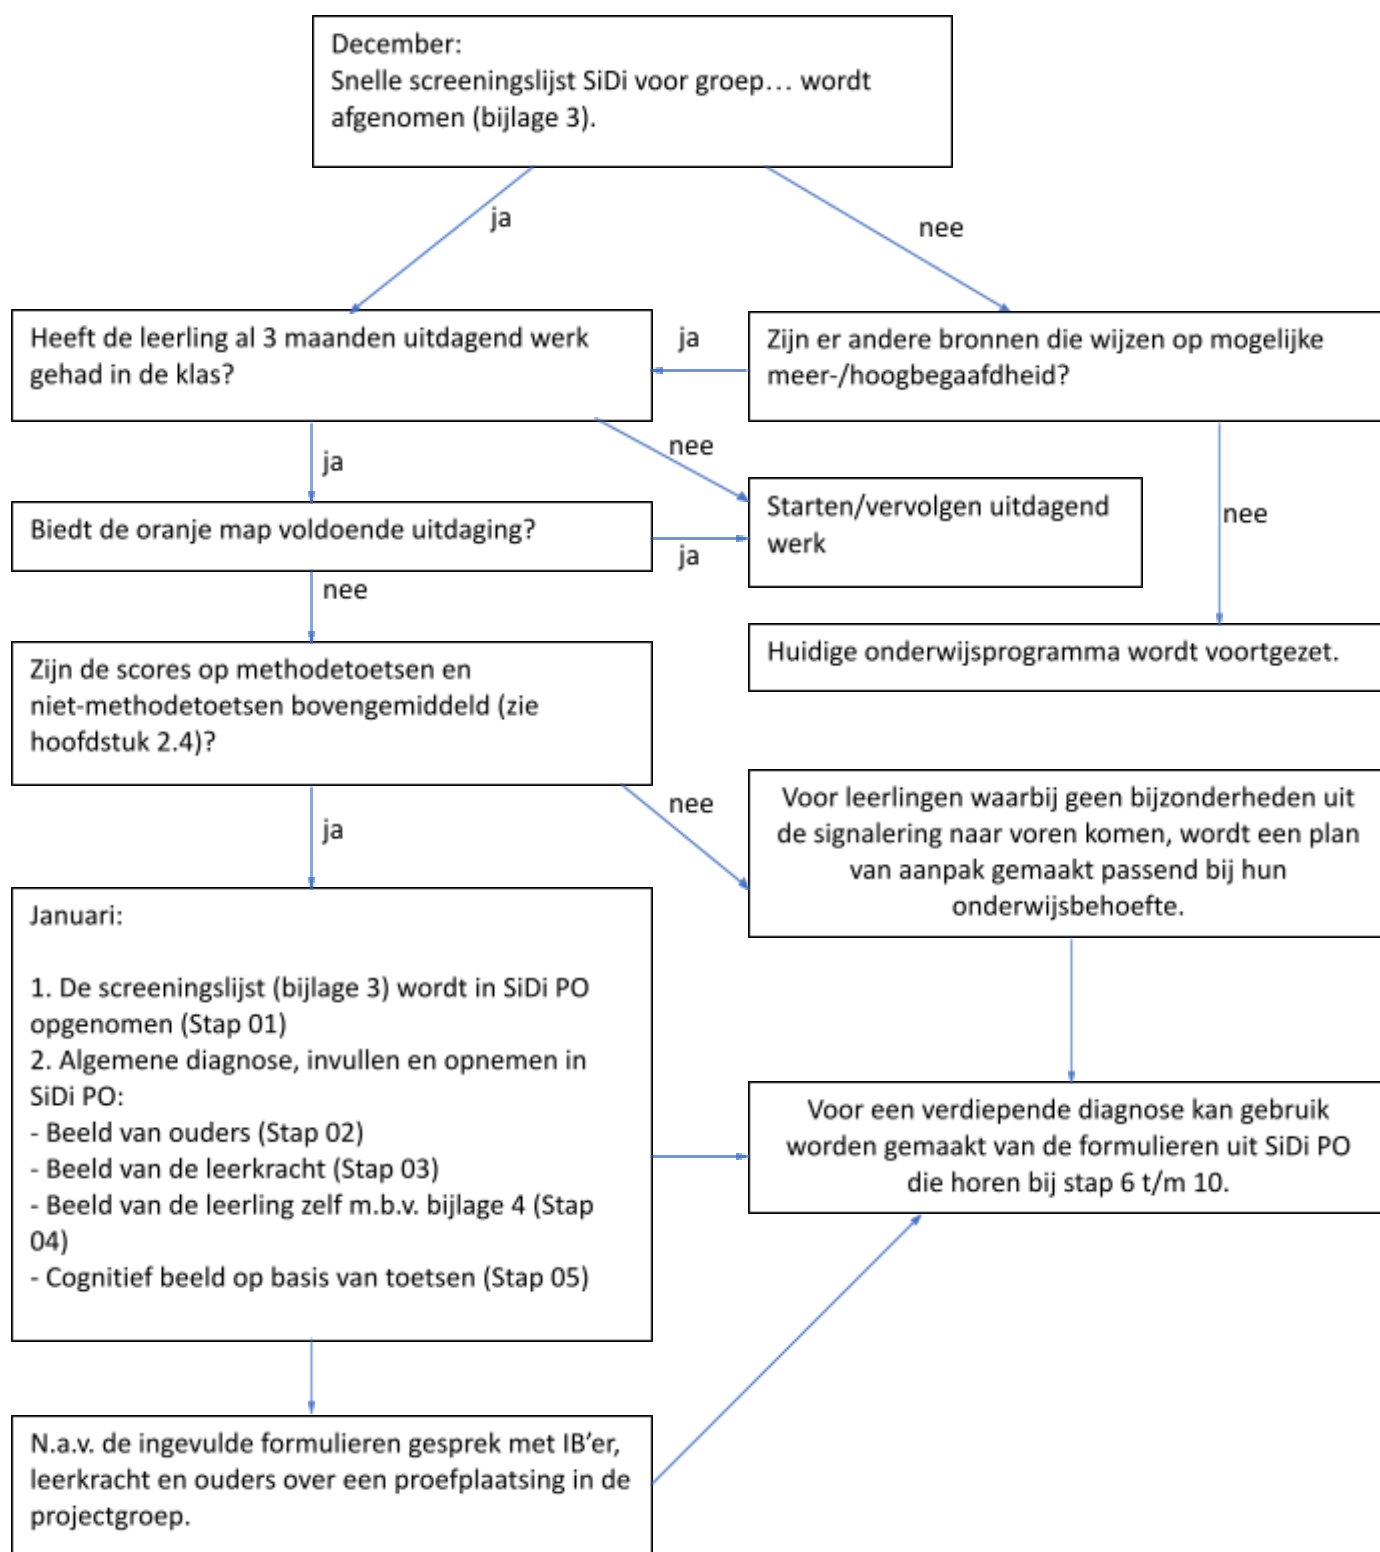 December:
Snelle screeningslijst SiDi voor groep... wordt
afgenomen (bijlage 3).
ja
nee
Heeft de leerling al 3 maanden uitdagend werk
gehad in de klas?
ja
Zijn er andere bronnen die wijzen op mogelijke
meer-/hoogbegaafdheid?
nee
ja
Biedt de oranje map voldoende uitdaging?
ja
Starten/vervolgen uitdagend
werk
nee
nee
Huidige onderwijsprogramma wordt voortgezet.
Zijn de scores op methodetoetsen en
niet-methodetoetsen bovengemiddeld (zie
hoofdstuk 2.4)?
nee
ja
Voor leerlingen waarbij geen bijzonderheden uit
de signalering naar voren komen, wordt een plan
van aanpak gemaakt passend bij hun
onderwijsbehoefte.
Januari:
1. De screeningslijst (bijlage 3) wordt in SiDi PO
opgenomen (Stap 01)
2. Algemene diagnose, invullen en opnemen in
SiDi PO:
- Beeld van ouders (Stap 02)
- Beeld van de leerkracht (Stap 03)
- Beeld van de leerling zelf m.b.v. bijlage 4 (Stap
04)
- Cognitief beeld op basis van toetsen (Stap 05)
Voor een verdiepende diagnose kan gebruik
worden gemaakt van de formulieren uit SiDi PO
die horen bij stap 6 t/m 10.
N.a.v. de ingevulde formulieren gesprek met IB'er,
leerkracht en ouders over een proefplaatsing in de
projectgroep.